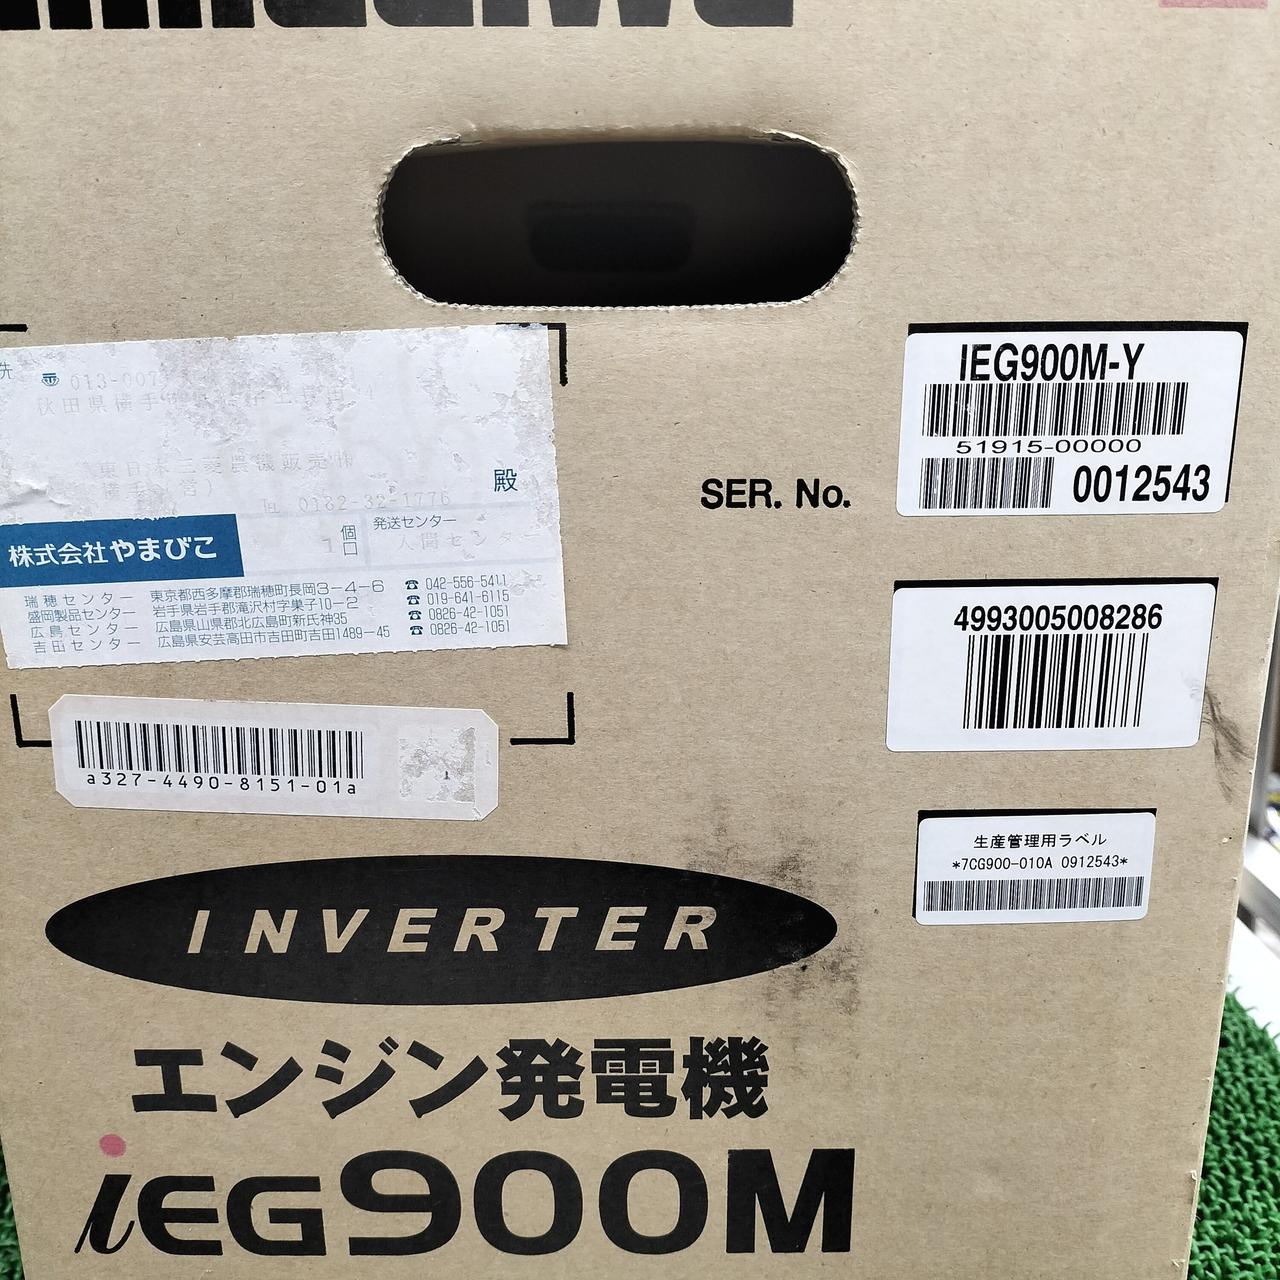 先
〒 013-007
秋田県横手
東日本三菱農機販売㈱
横手(営)
殿
TEL 0182-32-1776
発送センター
1 個口
入間センター
株式会社やまびこ
瑞穂センター 東京都西多摩郡瑞穂町長岡3-4-6 ☎ 042-556-5411
盛岡製品センター 岩手県岩手郡滝沢村字巣子10-2 ☎ 019-641-6115
広島センター 広島県山県郡北広島町新氏神35 ☎ 0826-42-1051
吉田センター 広島県安芸高田市吉田町吉田1489-45 ☎ 0826-42-1051
a327-4490-8151-01a
SER. No.
IEG900M-Y
51915-00000
0012543
4993005008286
生産管理用ラベル
*7CG900-010A 0912543*
INVERTER
エンジン発電機
iEG900M